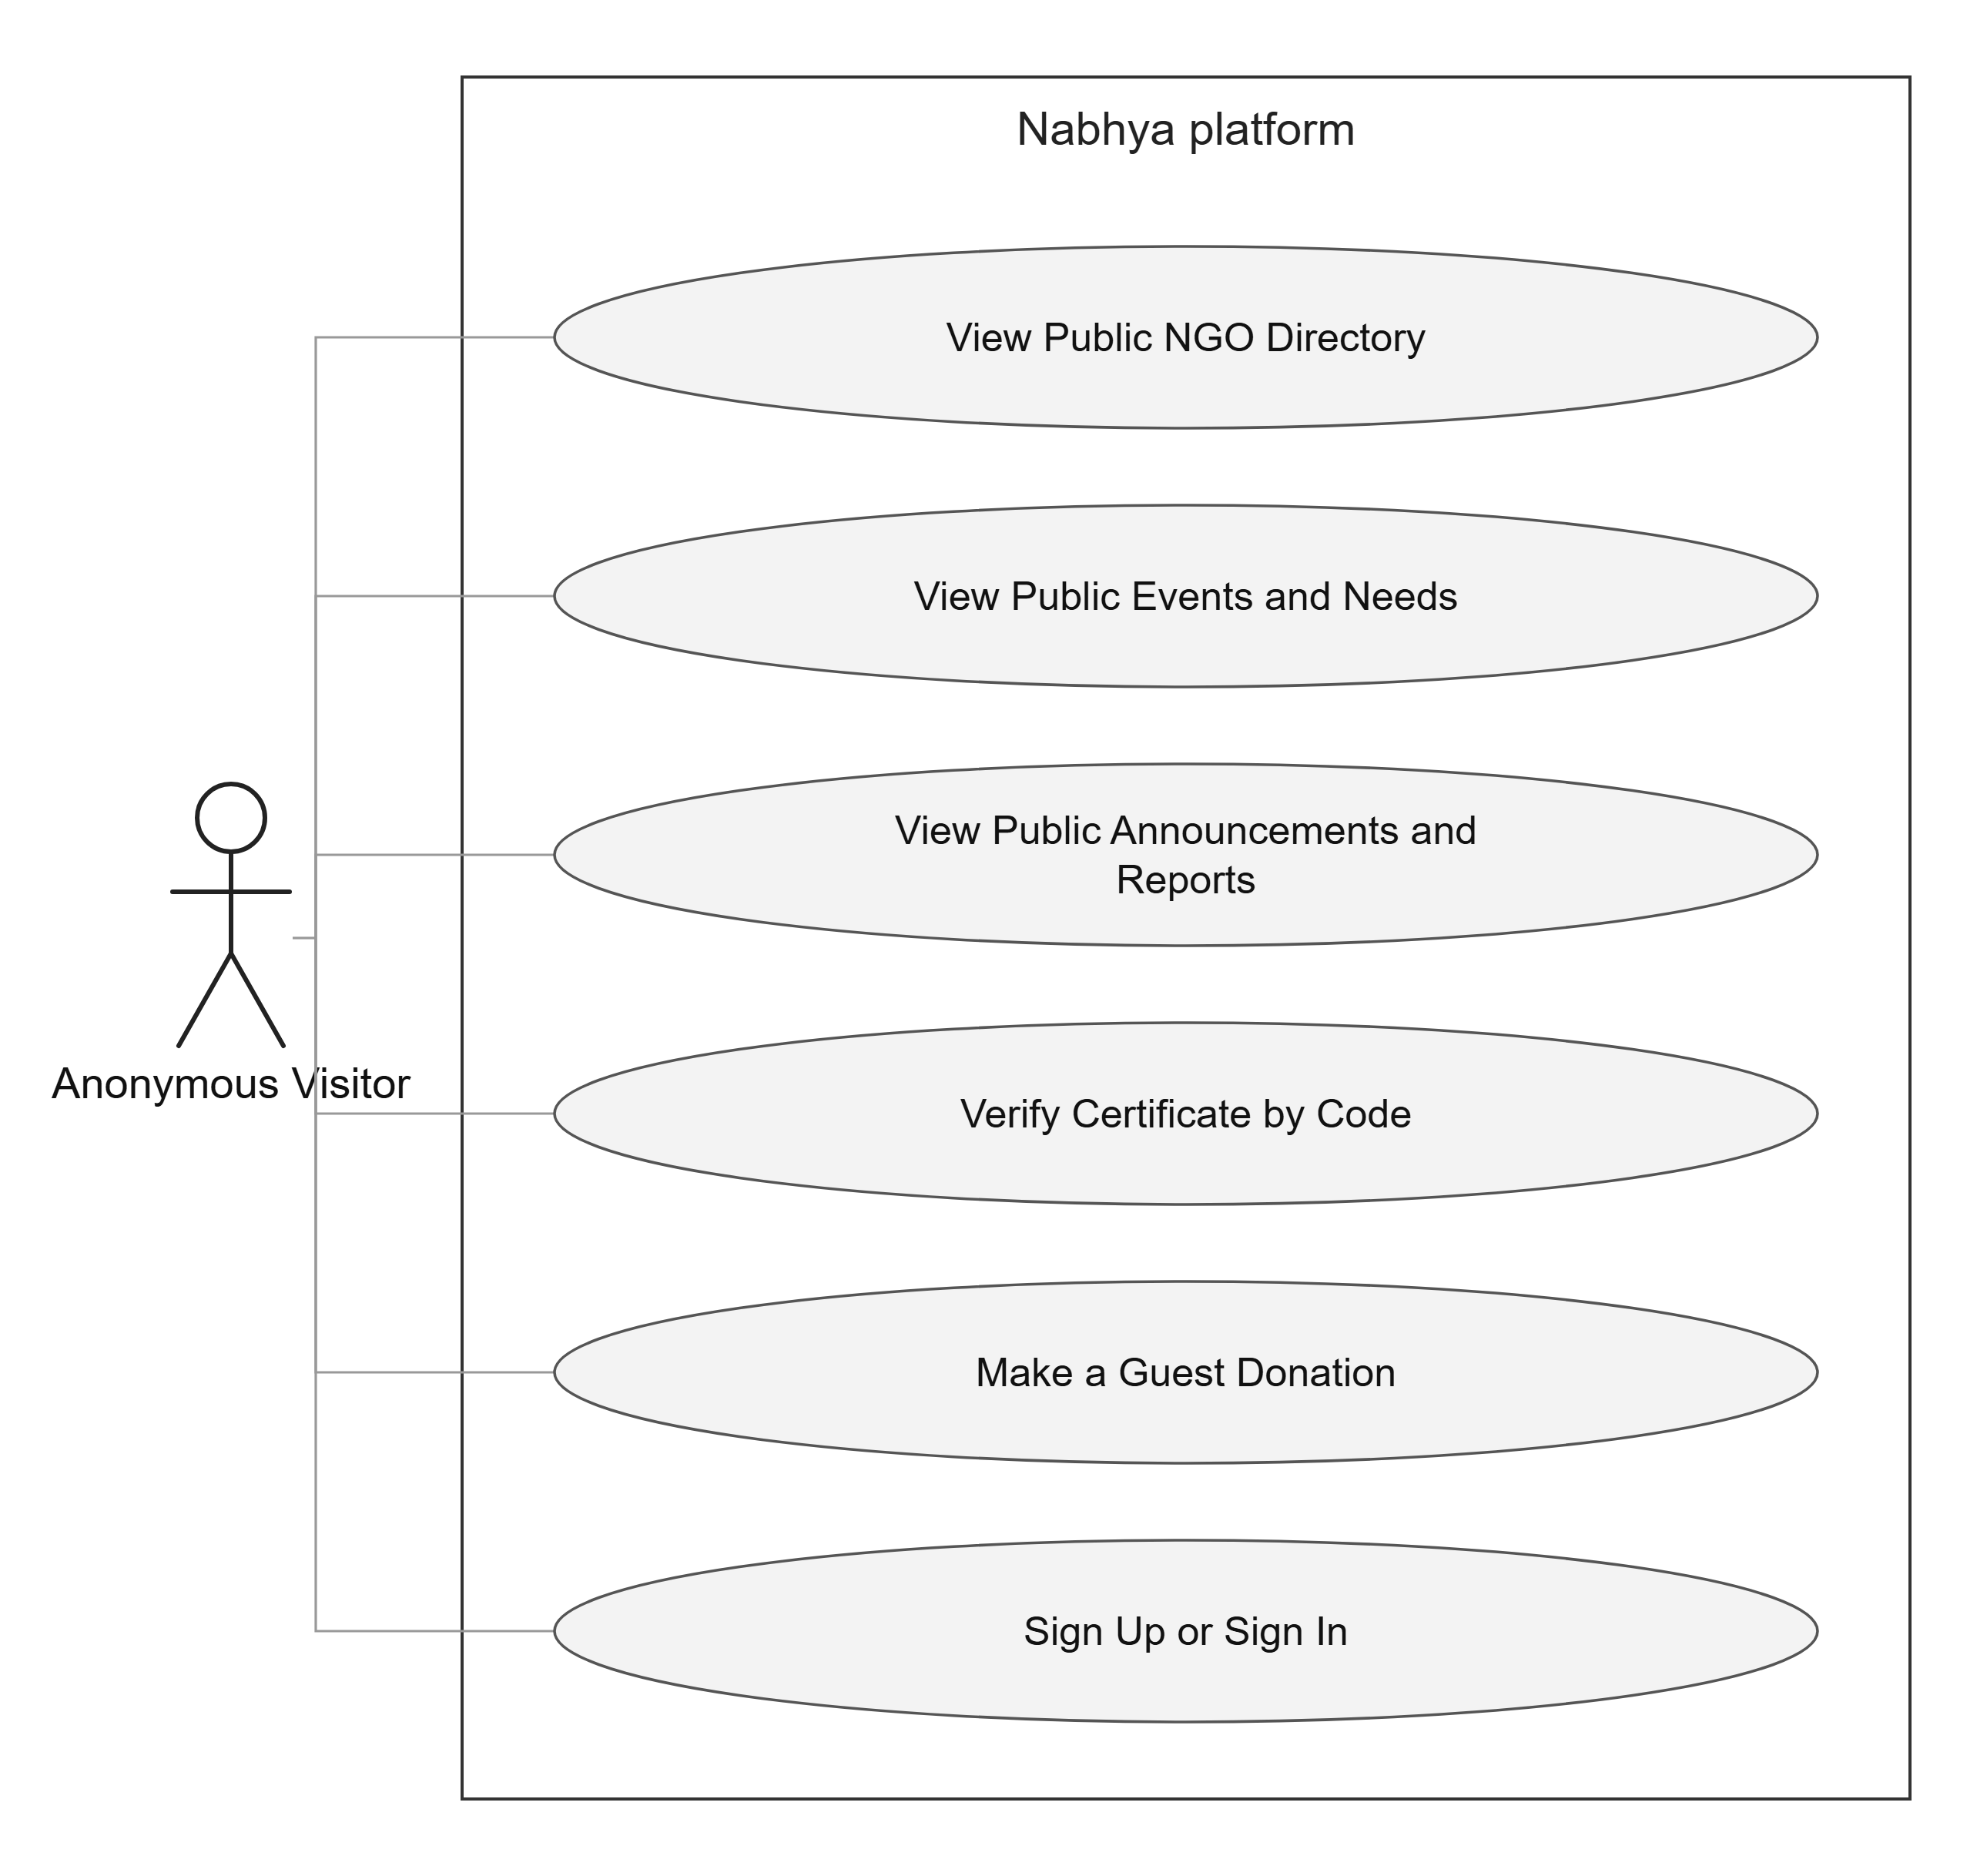 Nabhya platform
View Public NGO Directory
View Public Events and Needs
View Public Announcements and
Reports
Anonymous Visitor
Verify Certificate by Code
Make a Guest Donation
Sign Up or Sign In